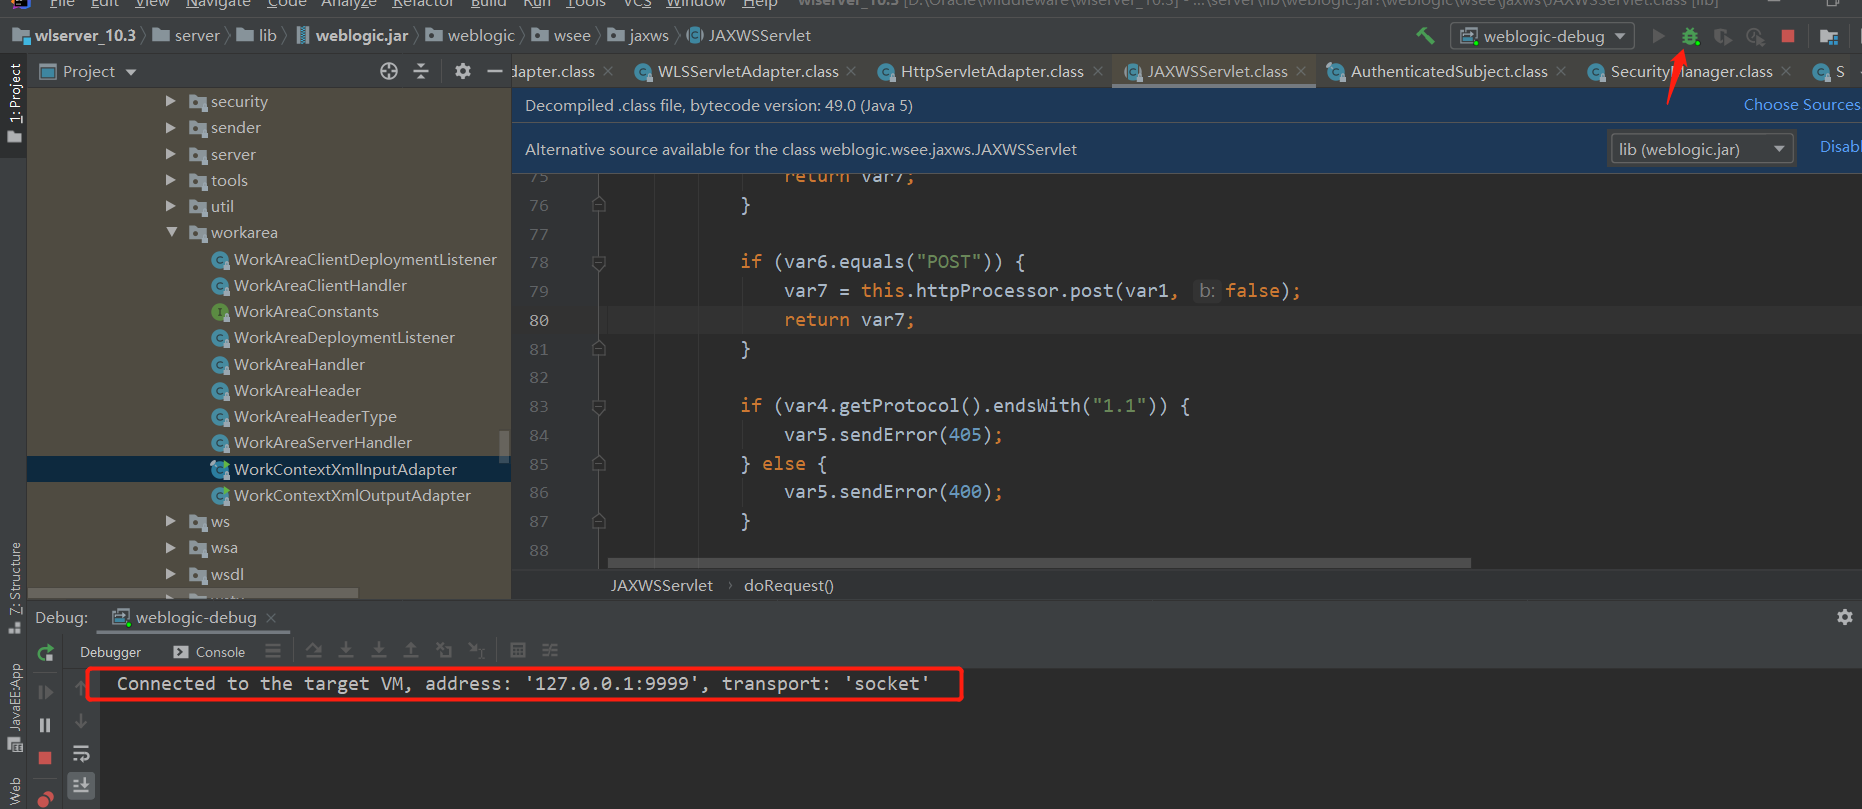 File Edit View Navigate Code Analyze Refactor Build Run Tools VCS Window Help wlserver_10.3 [D:\Oracle\Middleware\wlserver_10.3] - ...\server\lib\weblogic.jar!\weblogic\wsee\jaxws\JAXWSServlet.class [lib]
wlserver_10.3 server lib weblogic.jar weblogic wsee jaxws JAXWSServlet weblogic-debug
1: Project
Project
dapter.class WLSServletAdapter.class HttpServletAdapter.class JAXWSServlet.class AuthenticatedSubject.class SecurityManager.class S
Decompiled .class file, bytecode version: 49.0 (Java 5) Choose Sources
Alternative source available for the class weblogic.wsee.jaxws.JAXWSServlet lib (weblogic.jar) Disabl
security
sender
server
tools
util
workarea
WorkAreaClientDeploymentListener
WorkAreaClientHandler
WorkAreaConstants
WorkAreaDeploymentListener
WorkAreaHandler
WorkAreaHeader
WorkAreaHeaderType
WorkAreaServerHandler
WorkContextXmlInputAdapter
WorkContextXmlOutputAdapter
ws
wsa
wsdl
75 return var7;
76 }
77
78 if (var6.equals("POST")) {
79 var7 = this.httpProcessor.post(var1, b: false);
80 return var7;
81 }
82
83 if (var4.getProtocol().endsWith("1.1")) {
84 var5.sendError(405);
85 } else {
86 var5.sendError(400);
87 }
88
JAXWSServlet › doRequest()
Z: Structure
JavaEE:App
Web
Debug: weblogic-debug
Debugger Console
Connected to the target VM, address: '127.0.0.1:9999', transport: 'socket'